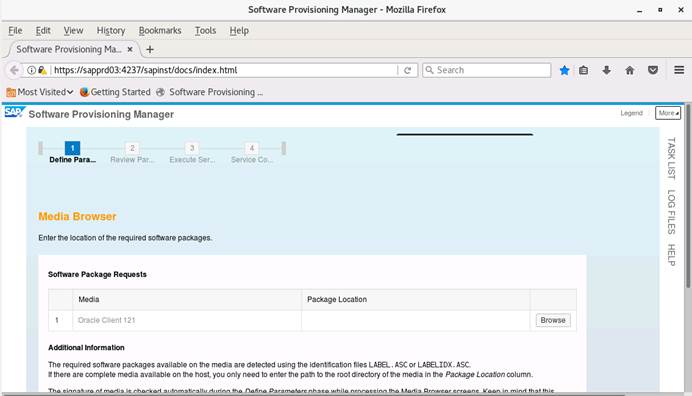 Software Provisioning Manager - Mozilla Firefox
File Edit View History Bookmarks Tools Help
Software Provisioning Ma...
https://sapprd03:4237/sapinst/docs/index.html
Search
Most Visited Getting Started Software Provisioning ...
SAP Software Provisioning Manager Legend More
1 2 3 4
Define Para... Review Par... Execute Ser... Service Co...
TASK LIST
LOG FILES
HELP
Media Browser
Enter the location of the required software packages.
Software Package Requests
Media Package Location
1 Oracle Client 121 Browse
Additional Information
The required software packages available on the media are detected using the identification files LABEL.ASC or LABELIDX.ASC.
If there are complete media available on the host, you only need to enter the path to the root directory of the media in the Package Location column.
The signature of media is checked automatically during the Define Parameters phase while processing the Media Browser screens. Keep in mind that this